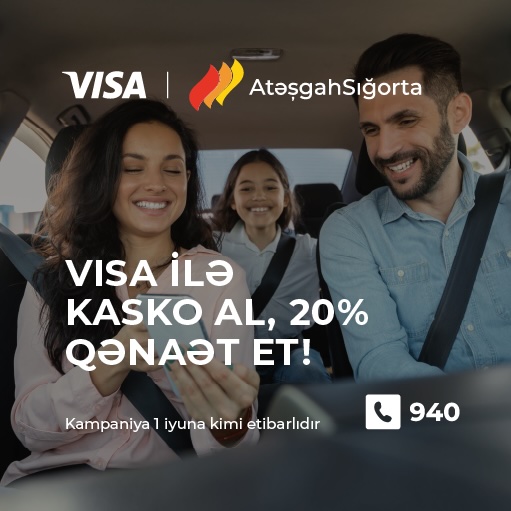 VISA | AtəşgahSığorta
VISA İLƏ
KASKO AL, 20%
QƏNAƏT ET!
Kampaniya 1 iyuna kimi etibarlıdır
940